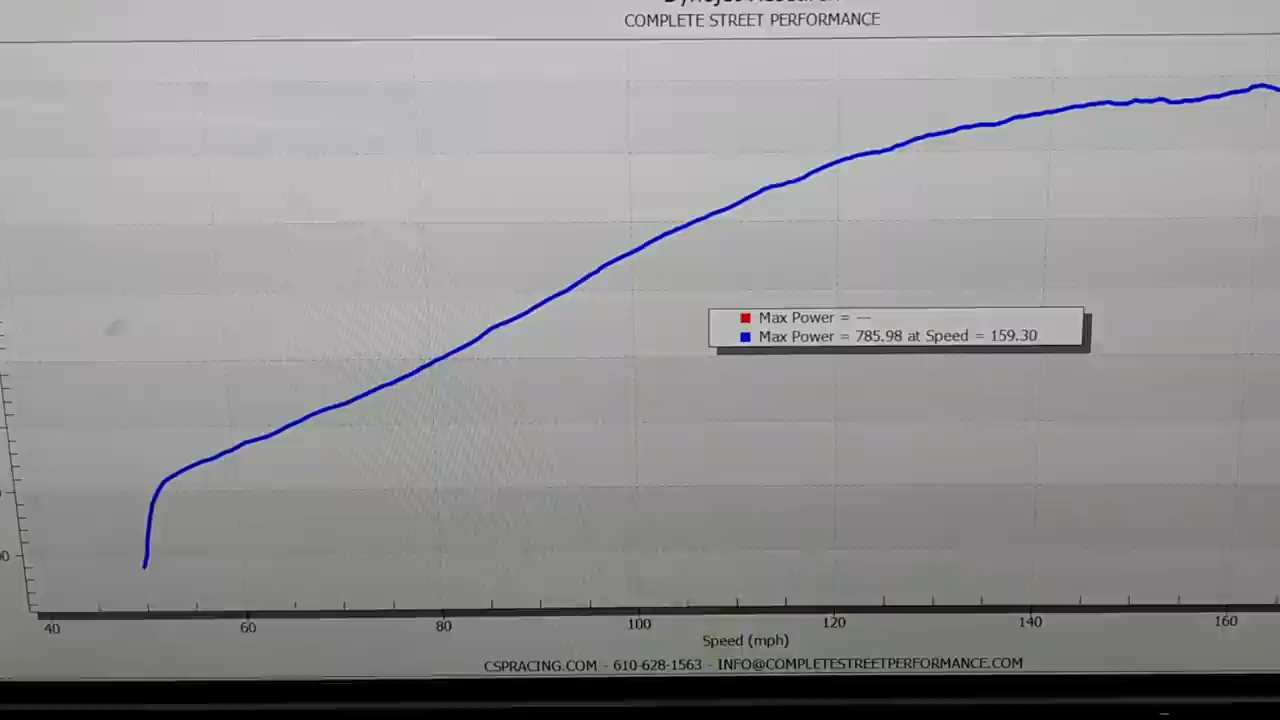 COMPLETE STREET PERFORMANCE
Max Power = —
Max Power = 785.98 at Speed = 159.30
40 60 80 100 120 140 160
Speed (mph)
CSPRACING.COM - 610-628-1563 - INFO@COMPLETESTREETPERFORMANCE.COM